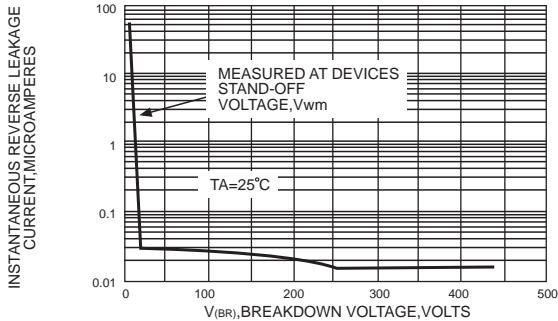 INSTANTANEOUS REVERSE LEAKAGE
CURRENT,MICROAMPERES
100
10
1
0.1
0.01
MEASURED AT DEVICES
STAND-OFF
VOLTAGE,Vwm
TA=25°C
0
100
200
300
400
500
V(BR),BREAKDOWN VOLTAGE,VOLTS